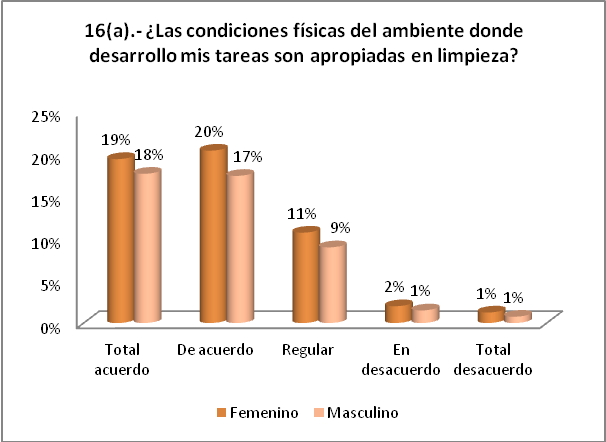 16(a).- ¿Las condiciones físicas del ambiente donde
desarrollo mis tareas son apropiadas en limpieza?
25%
20%
15%
10%
5%
0%
19%
18%
20%
17%
11%
9%
2%
1%
1%
1%
Total
acuerdo
De acuerdo
Regular
En
desacuerdo
Total
desacuerdo
Femenino
Masculino